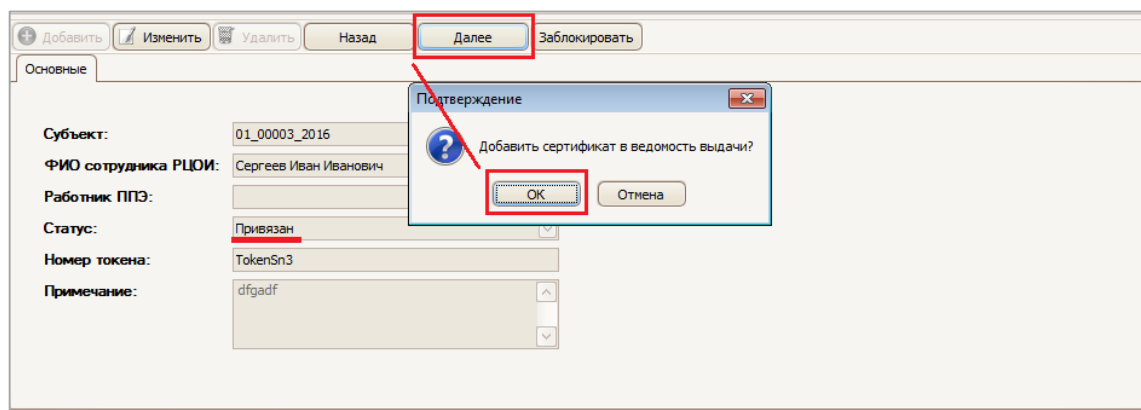 Добавить Изменить Удалить Назад Далее Заблокировать
Основные
Подтверждение
Добавить сертификат в ведомость выдачи?
ОК Отмена
Субъект: 01_00003_2016
ФИО сотрудника РЦОИ: Сергеев Иван Иванович
Работник ППЭ:
Статус: Привязан
Номер токена: TokenSn3
Примечание: dfgadf